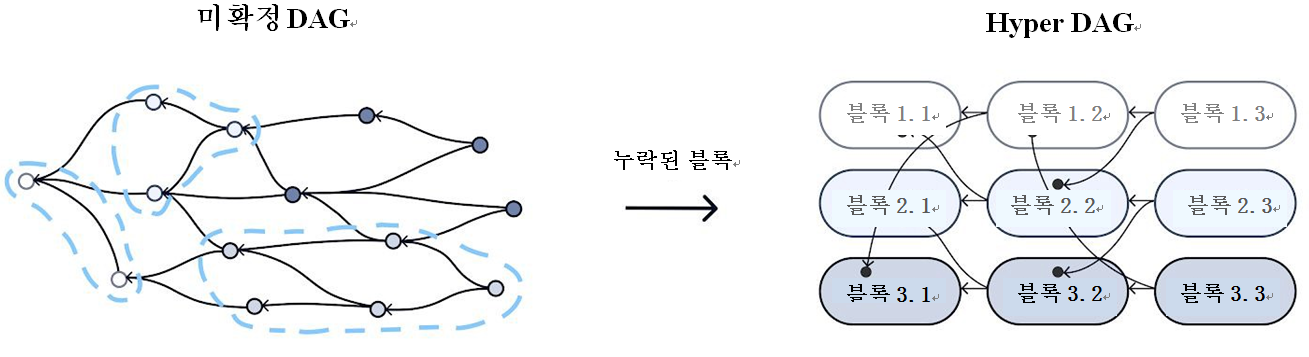 미확정 DAG
Hyper DAG
누락된 블록
블록 1.1
블록 1.2
블록 1.3
블록 2.1
블록 2.2
블록 2.3
블록 3.1
블록 3.2
블록 3.3